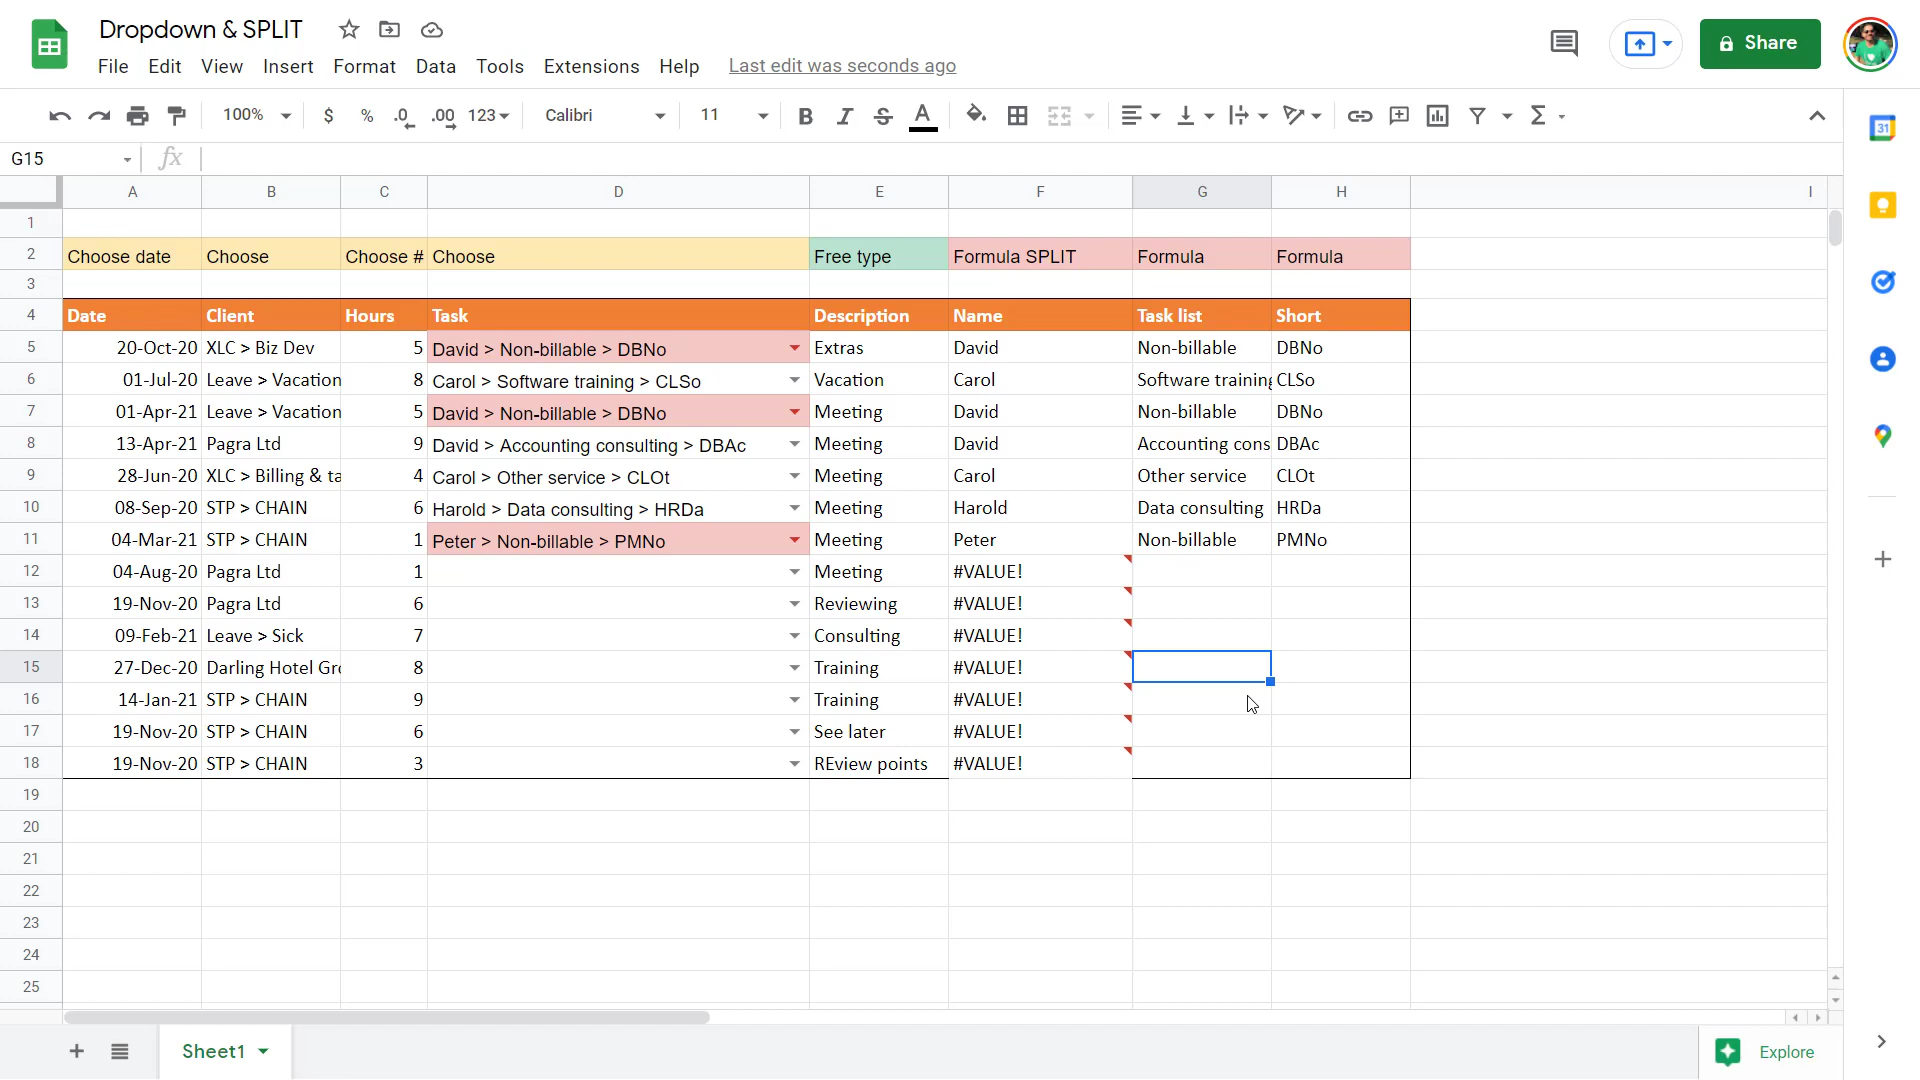 Dropdown & SPLIT
File Edit View Insert Format Data Tools Extensions Help Last edit was seconds ago
Share
100% $ % .0 .00 123 Calibri 11 B I S A Σ
31
G15 fx
A B C D E F G H I
1
2 Choose date Choose Choose # Choose Free type Formula SPLIT Formula Formula
3
4 Date Client Hours Task Description Name Task list Short
5 20-Oct-20 XLC > Biz Dev 5 David > Non-billable > DBNo Extras David Non-billable DBNo
6 01-Jul-20 Leave > Vacation 8 Carol > Software training > CLSo Vacation Carol Software training CLSo
7 01-Apr-21 Leave > Vacation 5 David > Non-billable > DBNo Meeting David Non-billable DBNo
8 13-Apr-21 Pagra Ltd 9 David > Accounting consulting > DBAc Meeting David Accounting cons DBAc
9 28-Jun-20 XLC > Billing & ta 4 Carol > Other service > CLOt Meeting Carol Other service CLOt
10 08-Sep-20 STP > CHAIN 6 Harold > Data consulting > HRDa Meeting Harold Data consulting HRDa
11 04-Mar-21 STP > CHAIN 1 Peter > Non-billable > PMNo Meeting Peter Non-billable PMNo
12 04-Aug-20 Pagra Ltd 1 Meeting #VALUE!
13 19-Nov-20 Pagra Ltd 6 Reviewing #VALUE!
14 09-Feb-21 Leave > Sick 7 Consulting #VALUE!
15 27-Dec-20 Darling Hotel Gro 8 Training #VALUE!
16 14-Jan-21 STP > CHAIN 9 Training #VALUE!
17 19-Nov-20 STP > CHAIN 6 See later #VALUE!
18 19-Nov-20 STP > CHAIN 3 REview points #VALUE!
19
20
21
22
23
24
25
Sheet1
Explore